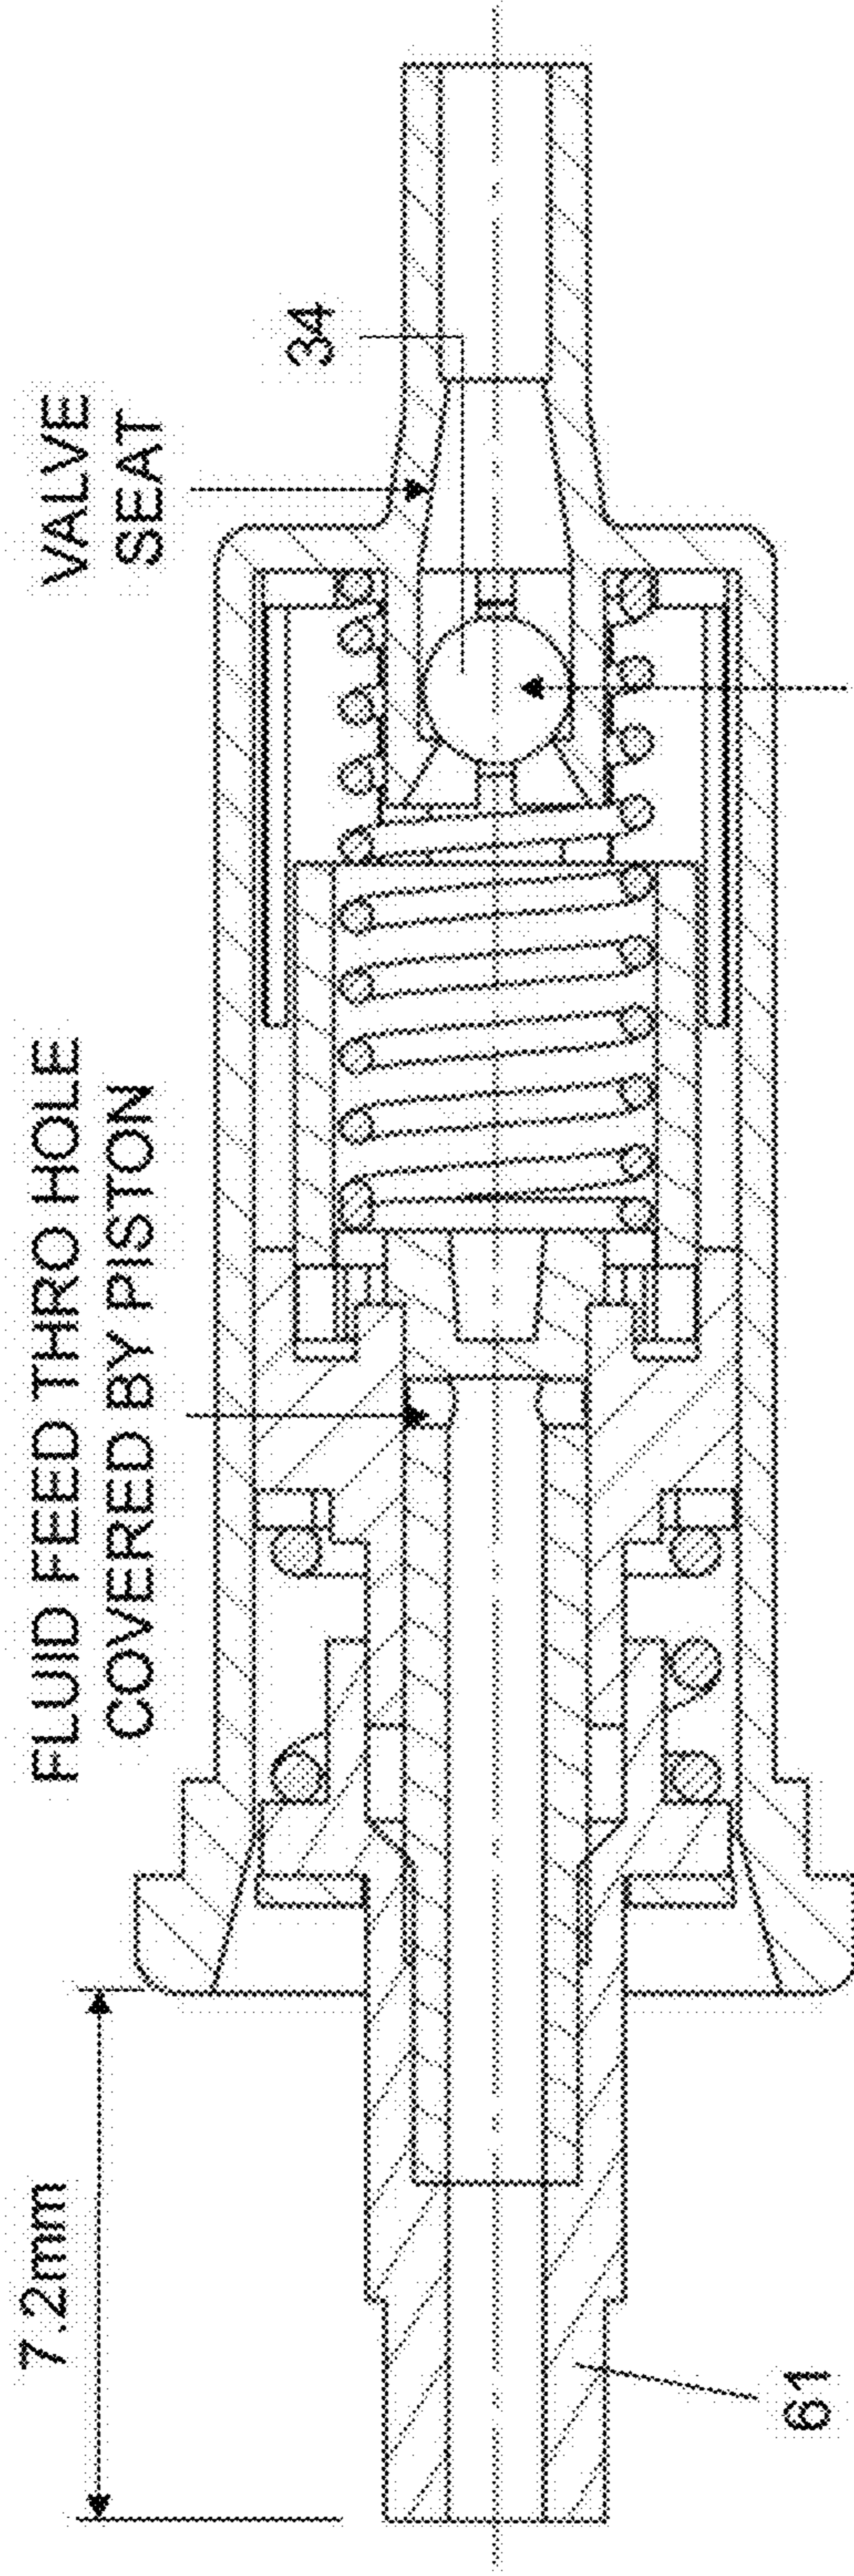 7.2mm
FLUID FEED THRO HOLE
COVERED BY PISTON
VALVE
SEAT
34
61